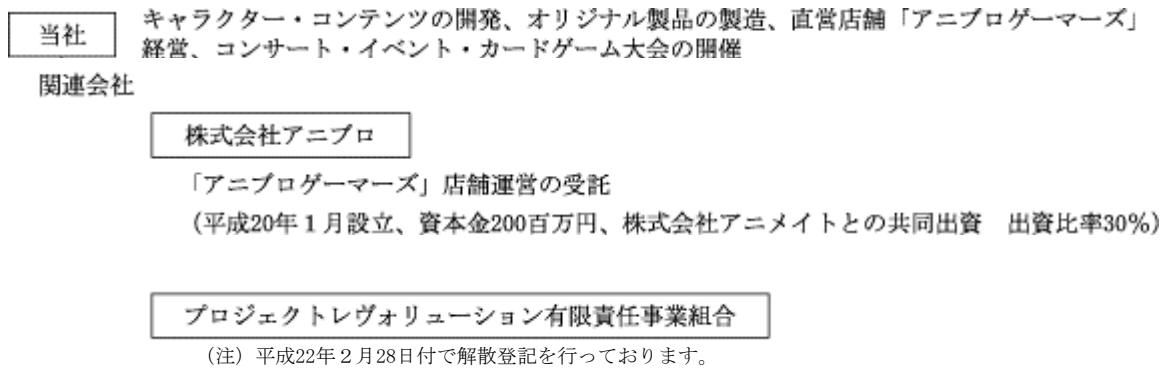 当社
キャラクター・コンテンツの開発、オリジナル製品の製造、直営店舗「アニブロゲーマーズ」
経営、コンサート・イベント・カードゲーム大会の開催
関連会社
株式会社アニブロ
「アニブロゲーマーズ」店舗運営の受託
（平成20年１月設立、資本金200百万円、株式会社アニメイトとの共同出資　出資比率30％）
プロジェクトレヴォリューション有限責任事業組合
（注）平成22年２月28日付で解散登記を行っております。